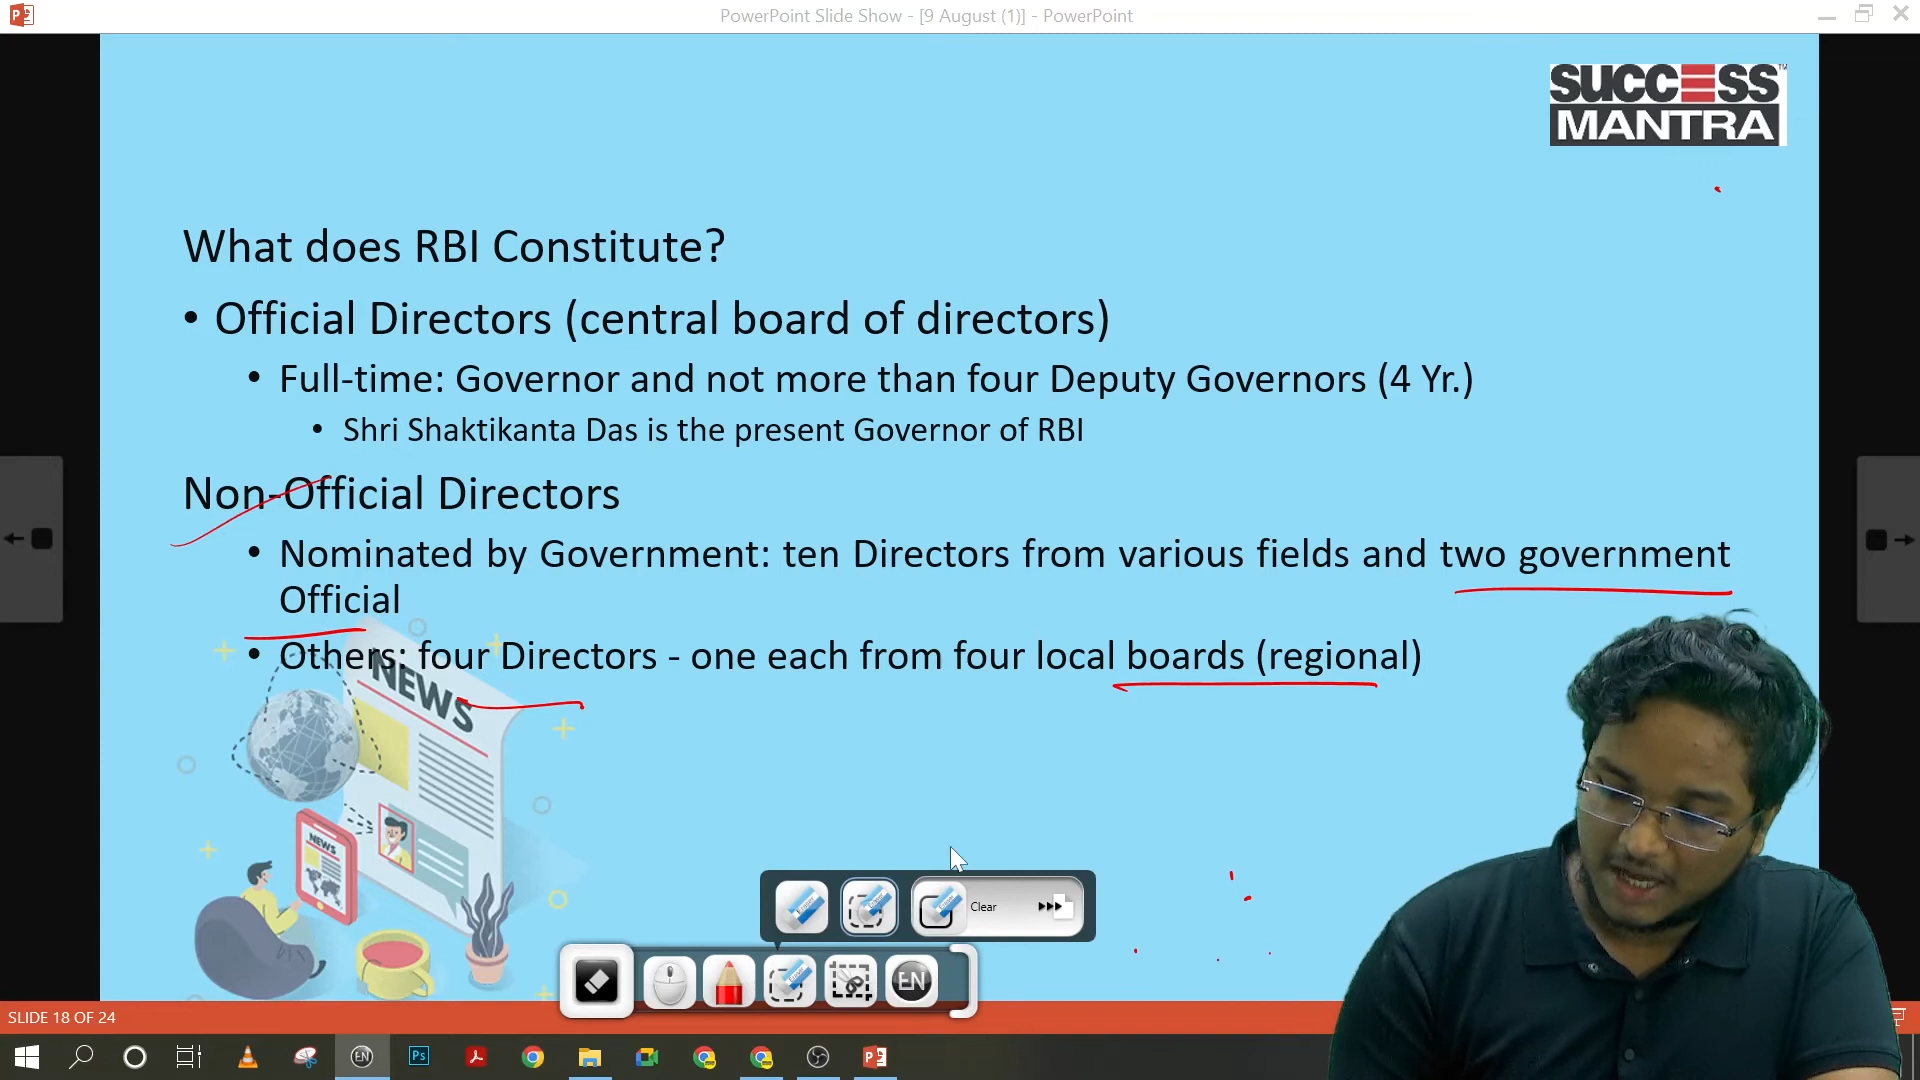 PowerPoint Slide Show - [9 August (1)] - PowerPoint
SUCCESS
MANTRA
What does RBI Constitute?
• Official Directors (central board of directors)
• Full-time: Governor and not more than four Deputy Governors (4 Yr.)
• Shri Shaktikanta Das is the present Governor of RBI
Non-Official Directors
• Nominated by Government: ten Directors from various fields and two government
Official
• Others: four Directors - one each from four local boards (regional)
NEWS
NEWS
Clear
EN
SLIDE 18 OF 24
EN
Ps